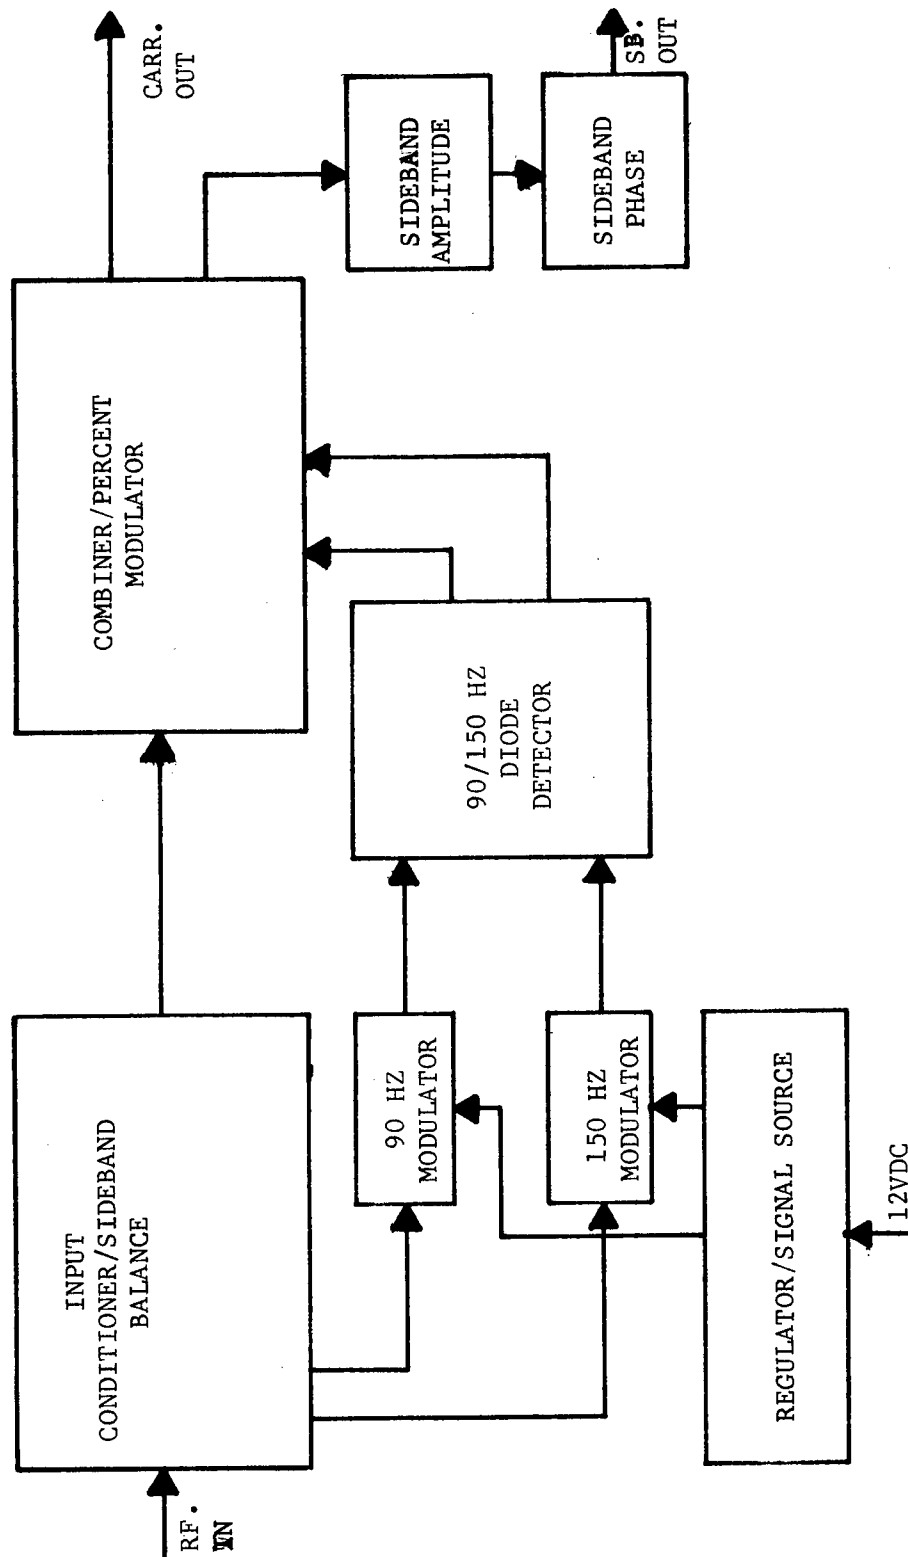 RF.
IN
INPUT
CONDITIONER/SIDEBAND
BALANCE
COMBINER/PERCENT
MODULATOR
CARR.
OUT
90 HZ
MODULATOR
150 HZ
MODULATOR
90/150 HZ
DIODE
DETECTOR
SIDEBAND
AMPLITUDE
SIDEBAND
PHASE
SB.
OUT
REGULATOR/SIGNAL SOURCE
12VDC